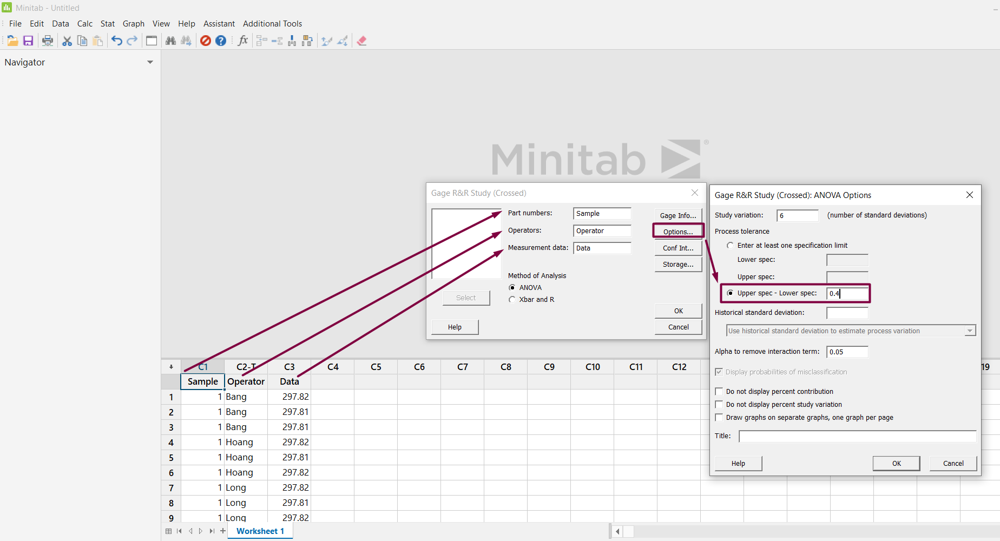 Minitab - Untitled
File Edit Data Calc Stat Graph View Help Assistant Additional Tools
fx
Navigator
Minitab ®
Gage R&R Study (Crossed)
Part numbers: Sample
Operators: Operator
Measurement data: Data
Method of Analysis
ANOVA
Xbar and R
Select
Help
Gage Info...
Options...
Conf Int...
Storage...
OK
Cancel
Gage R&R Study (Crossed): ANOVA Options
Study variation: 6 (number of standard deviations)
Process tolerance
Enter at least one specification limit
Lower spec:
Upper spec:
Upper spec - Lower spec: 0.4
Historical standard deviation:
Use historical standard deviation to estimate process variation
Alpha to remove interaction term: 0.05
Display probabilities of misclassification
Do not display percent contribution
Do not display percent study variation
Draw graphs on separate graphs, one graph per page
Title:
Help OK Cancel
C1 C2-T C3 C4 C5 C6 C7 C8 C9 C10 C11 C12 19
Sample Operator Data
1 1 Bang 297.82
2 1 Bang 297.81
3 1 Bang 297.81
4 1 Hoang 297.82
5 1 Hoang 297.81
6 1 Hoang 297.82
7 1 Long 297.82
8 1 Long 297.81
9 1 Long 297.82
Worksheet 1